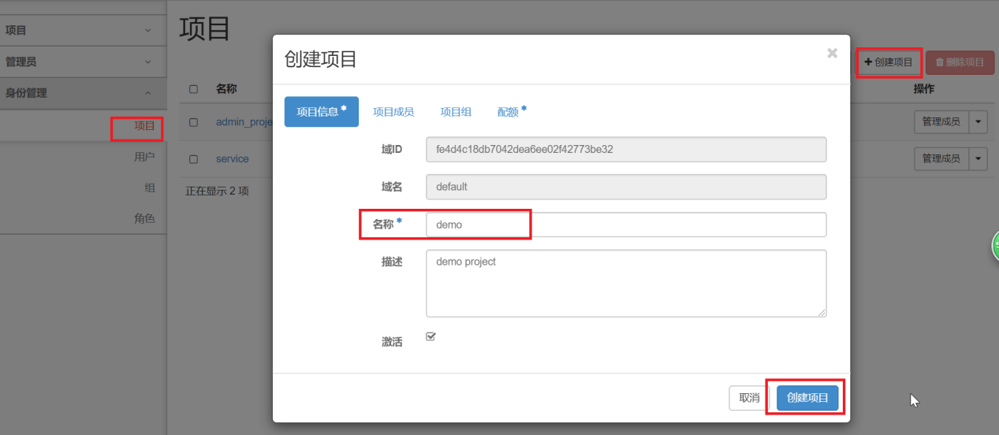 项目
管理员
身份管理
项目
用户
组
角色
项目
创建项目
删除项目
名称
操作
admin_proje
管理成员
service
管理成员
正在显示 2 项
创建项目
×
项目信息 *
项目成员
项目组
配额 *
域ID
fe4d4c18db7042dea6ee02f42773be32
域名
default
名称 *
demo
描述
demo project
激活
取消
创建项目